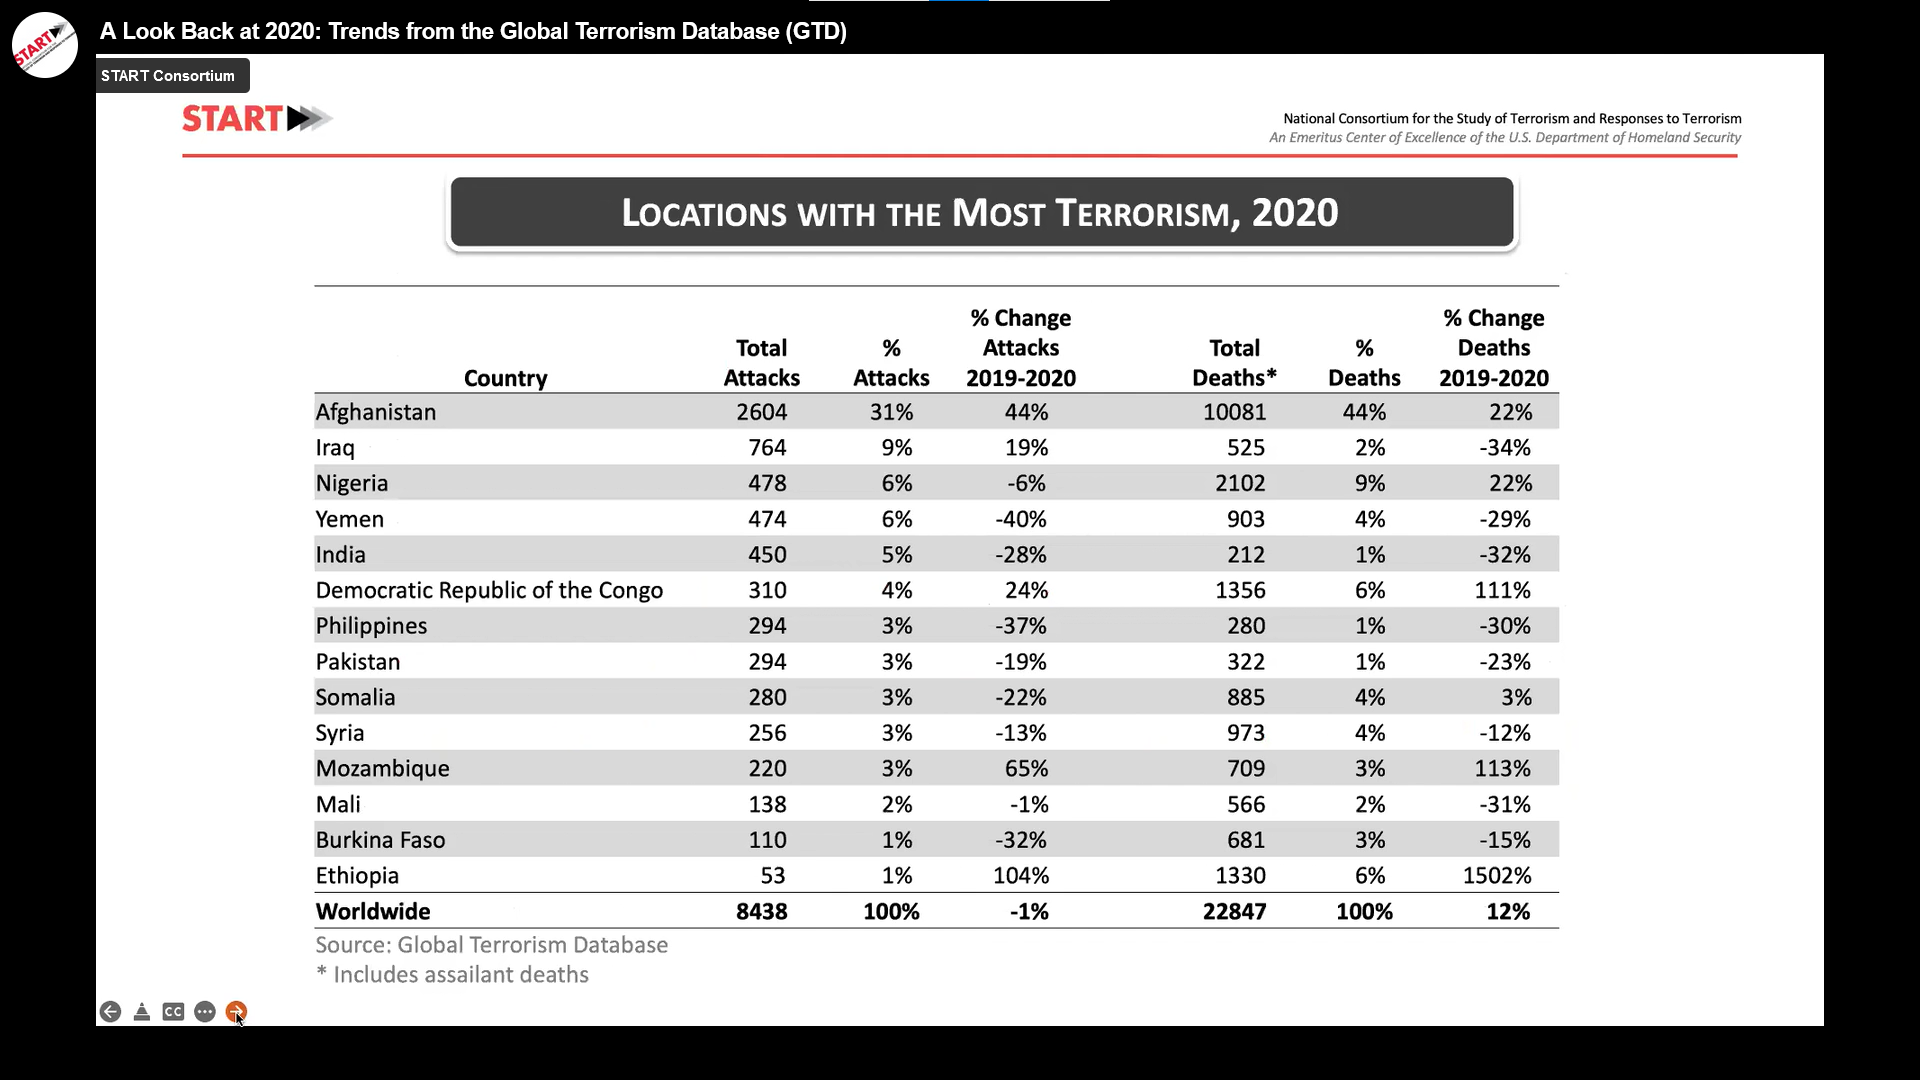 A Look Back at 2020: Trends from the Global Terrorism Database (GTD)
START
START Consortium
START
National Consortium for the Study of Terrorism and Responses to Terrorism
An Emeritus Center of Excellence of the U.S. Department of Homeland Security
LOCATIONS WITH THE MOST TERRORISM, 2020
Country Total Attacks % Attacks % Change Attacks 2019-2020 Total Deaths* % Deaths % Change Deaths 2019-2020
Afghanistan 2604 31% 44% 10081 44% 22%
Iraq 764 9% 19% 525 2% -34%
Nigeria 478 6% -6% 2102 9% 22%
Yemen 474 6% -40% 903 4% -29%
India 450 5% -28% 212 1% -32%
Democratic Republic of the Congo 310 4% 24% 1356 6% 111%
Philippines 294 3% -37% 280 1% -30%
Pakistan 294 3% -19% 322 1% -23%
Somalia 280 3% -22% 885 4% 3%
Syria 256 3% -13% 973 4% -12%
Mozambique 220 3% 65% 709 3% 113%
Mali 138 2% -1% 566 2% -31%
Burkina Faso 110 1% -32% 681 3% -15%
Ethiopia 53 1% 104% 1330 6% 1502%
Worldwide 8438 100% -1% 22847 100% 12%
Source: Global Terrorism Database
* Includes assailant deaths
CC